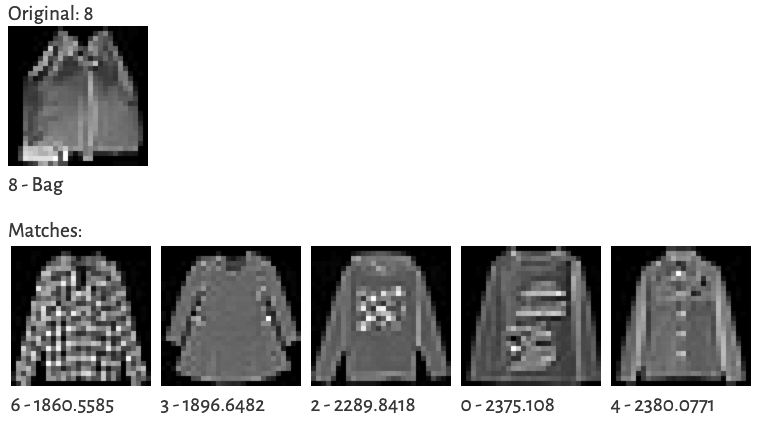 Original: 8
8 - Bag
Matches:
6 - 1860.5585
3 - 1896.6482
2 - 2289.8418
0 - 2375.108
4 - 2380.0771